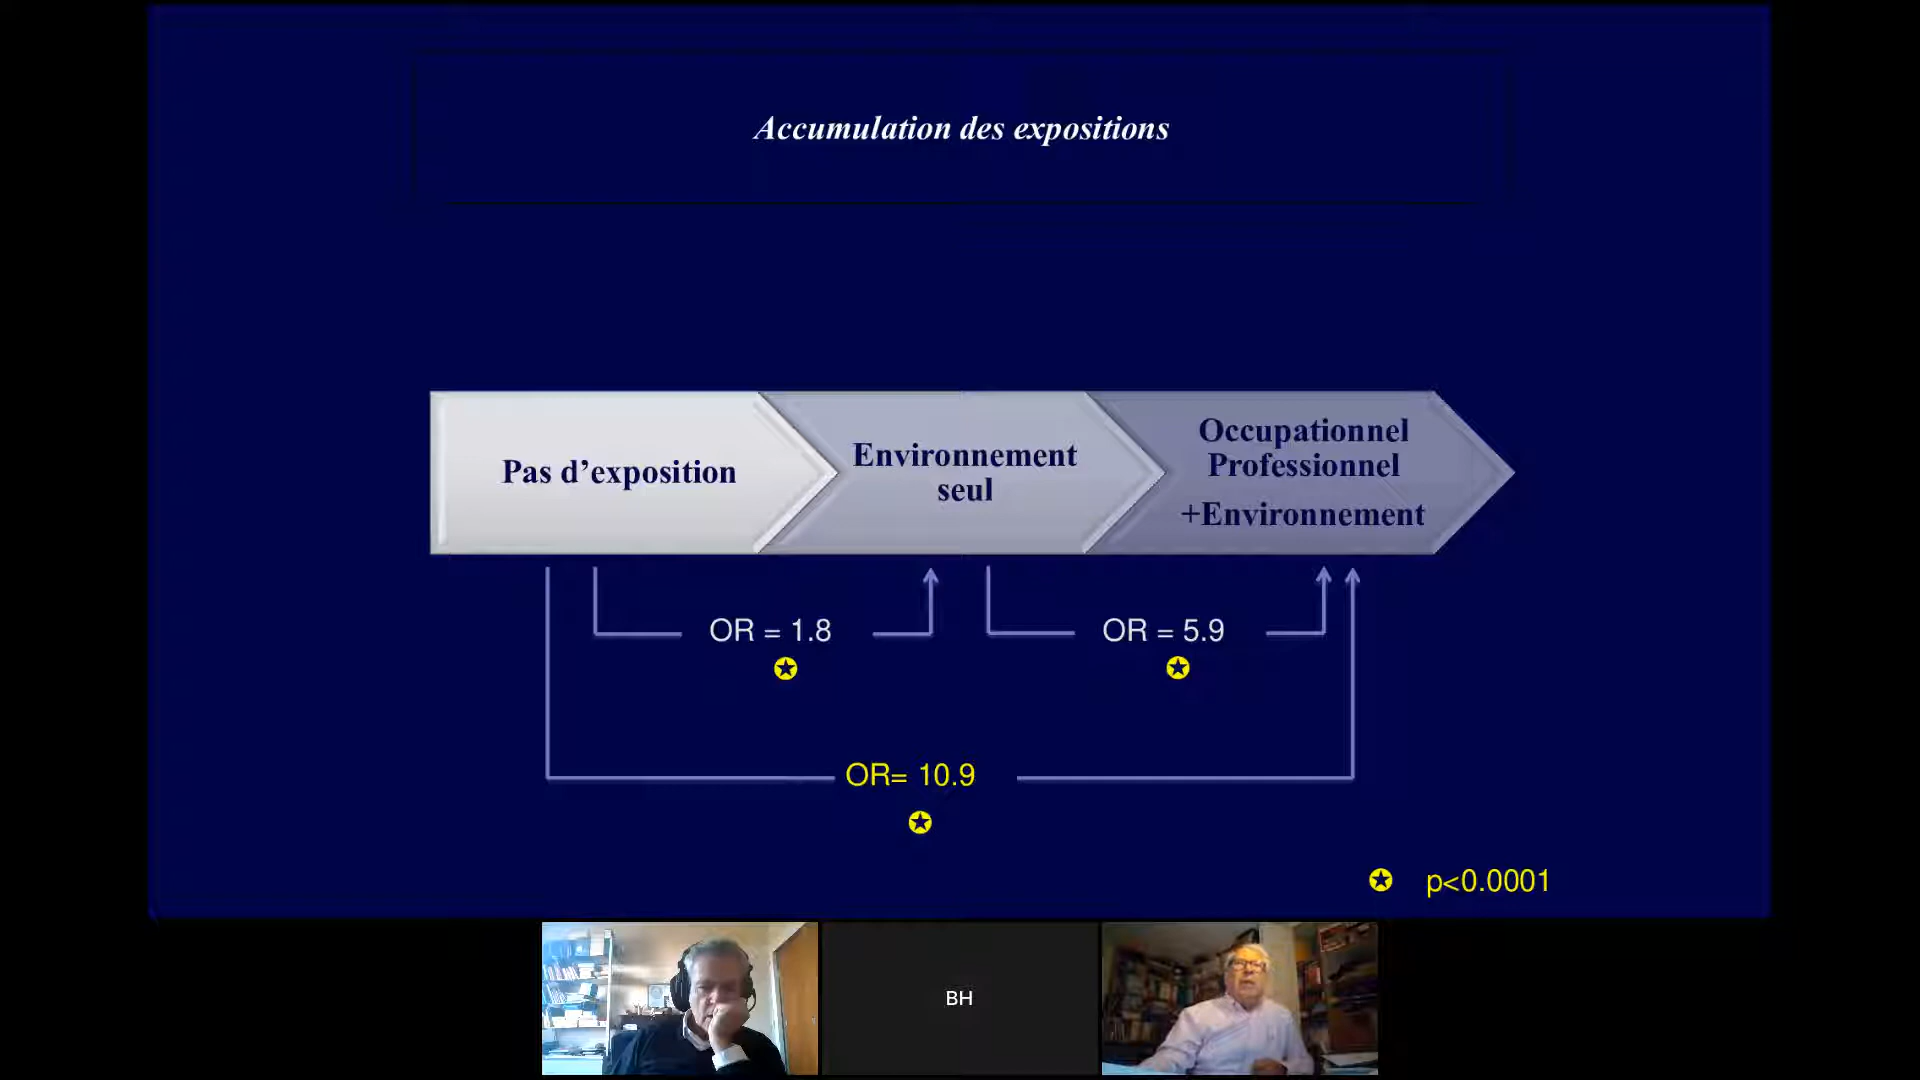 Accumulation des expositions
Pas d’exposition
Environnement
seul
Occupationnel
Professionnel
+Environnement
OR = 1.8
OR = 5.9
OR= 10.9
p<0.0001
BH